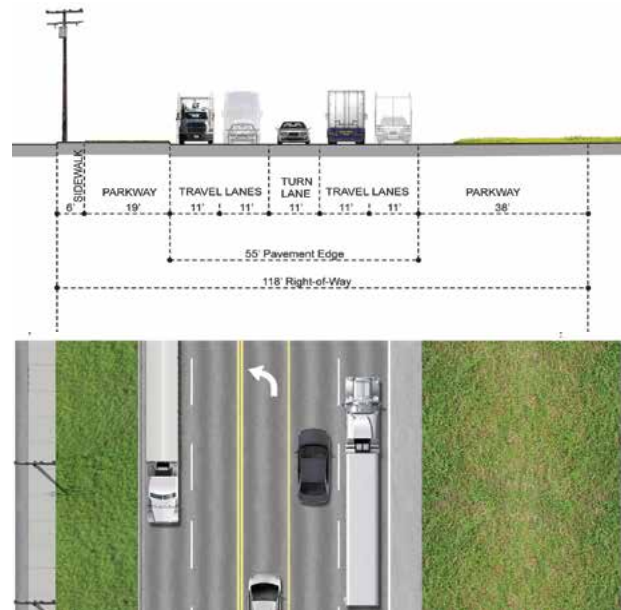 SIDEWALK
PARKWAY
TRAVEL LANES
TURN
LANE
TRAVEL LANES
PARKWAY
6'
19'
11'
11'
11'
11'
11'
38'
55' Pavement Edge
118' Right-of-Way